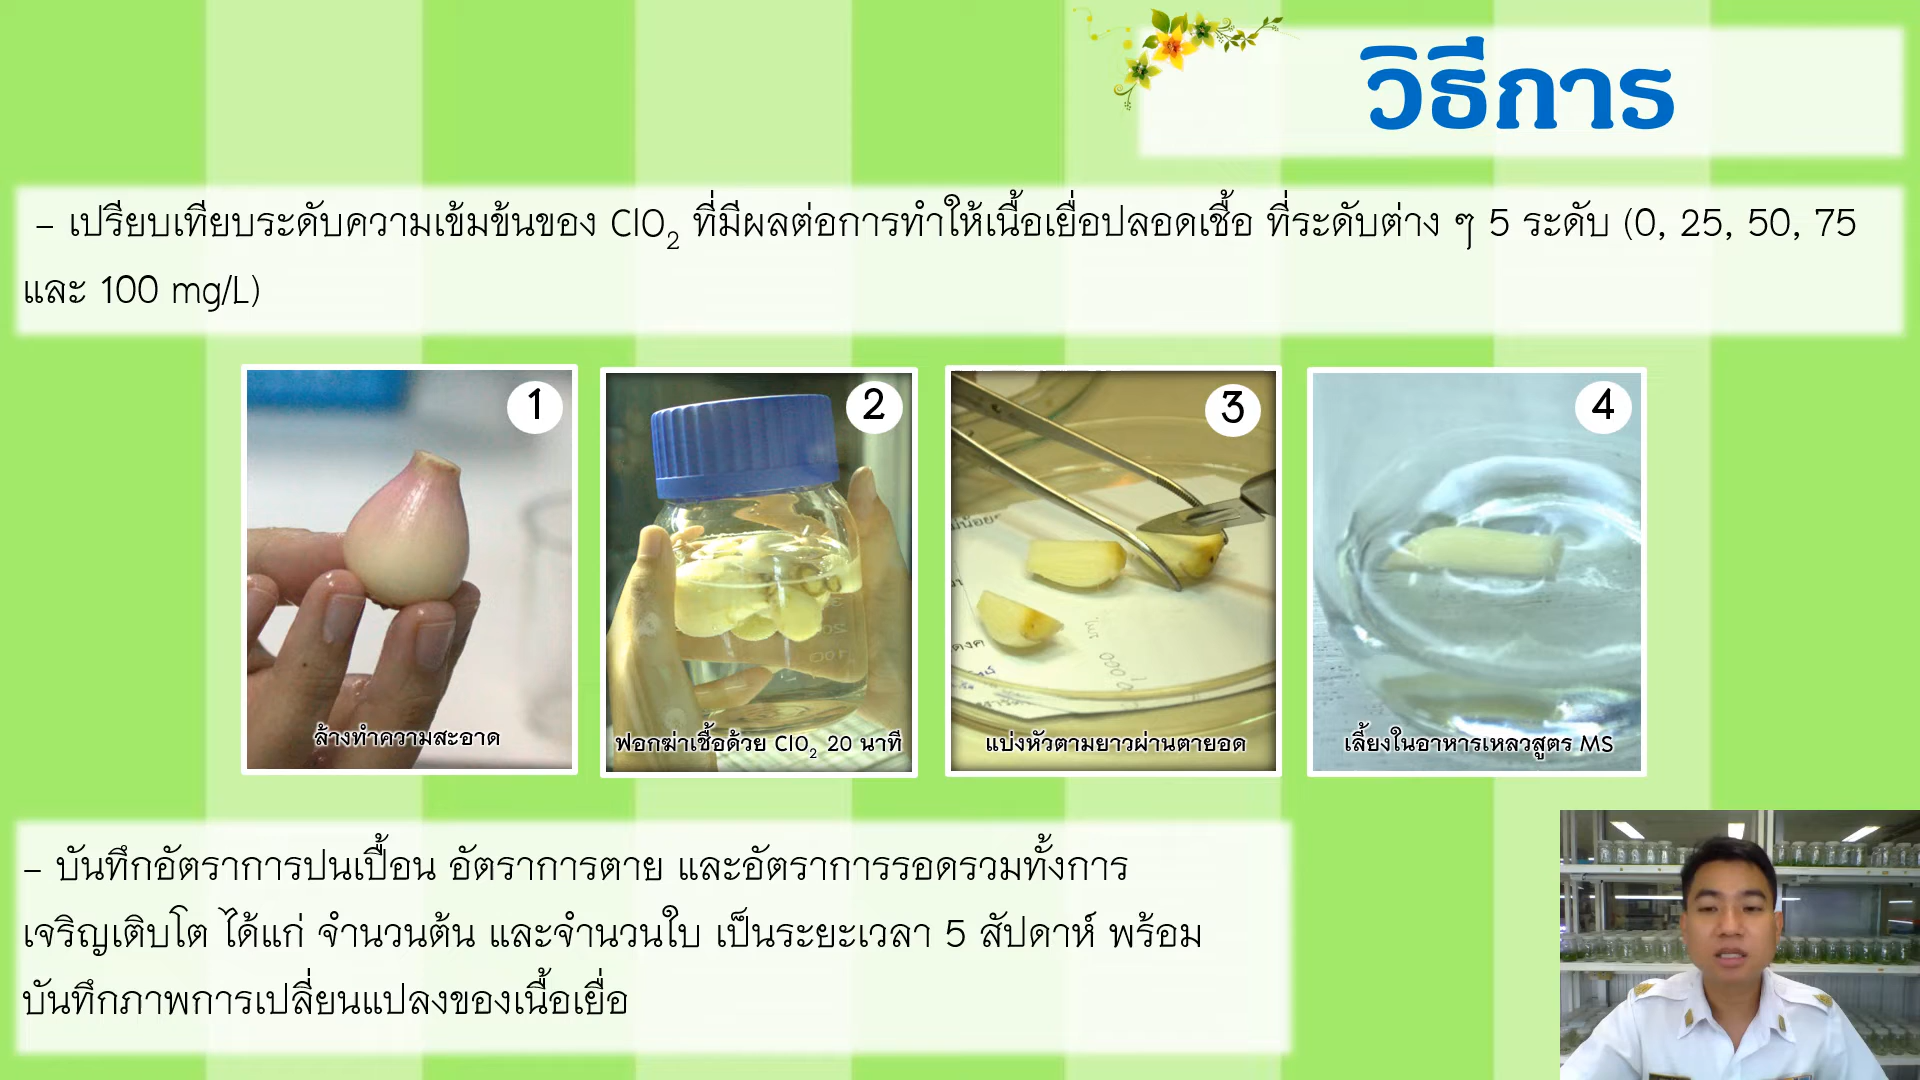 วิธีการ
- เปรียบเทียบระดับความเข้มข้นของ ClO₂ ที่มีผลต่อการทำให้เนื้อเยื่อปลอดเชื้อ ที่ระดับต่าง ๆ 5 ระดับ (0, 25, 50, 75
และ 100 mg/L)
1
2
3
4
ล้างทำความสะอาด
ฟอกฆ่าเชื้อด้วย ClO₂ 20 นาที
แบ่งหัวตามยาวผ่านตายอด
เลี้ยงในอาหารเหลวสูตร MS
- บันทึกอัตราการปนเปื้อน อัตราการตาย และอัตราการรอดรวมทั้งการ
เจริญเติบโต ได้แก่ จำนวนต้น และจำนวนใบ เป็นระยะเวลา 5 สัปดาห์ พร้อม
บันทึกภาพการเปลี่ยนแปลงของเนื้อเยื่อ